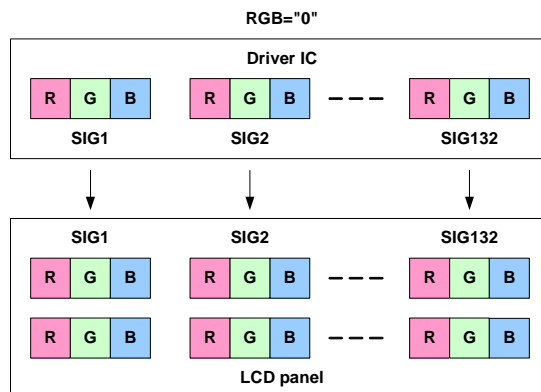 RGB="0"
Driver IC
R G B R G B R G B
SIG1 SIG2 SIG132
SIG1 SIG2 SIG132
R G B R G B R G B
R G B R G B R G B
LCD panel